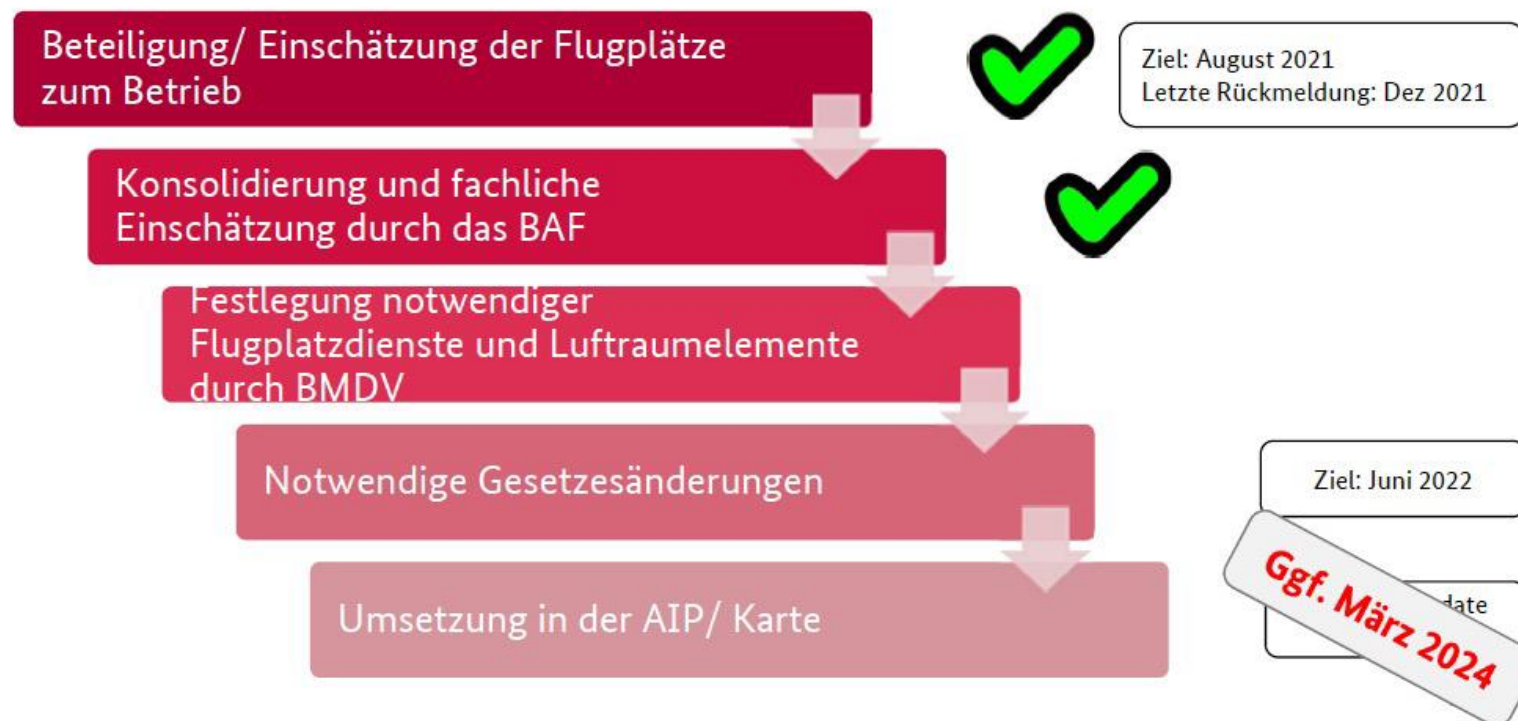 Beteiligung/ Einschätzung der Flugplätze
zum Betrieb
Ziel: August 2021
Letzte Rückmeldung: Dez 2021
Konsolidierung und fachliche
Einschätzung durch das BAF
Festlegung notwendiger
Flugplatzdienste und Luftraumelemente
durch BMDV
Notwendige Gesetzesänderungen
Ziel: Juni 2022
Umsetzung in der AIP/ Karte
Ggf. März 2024